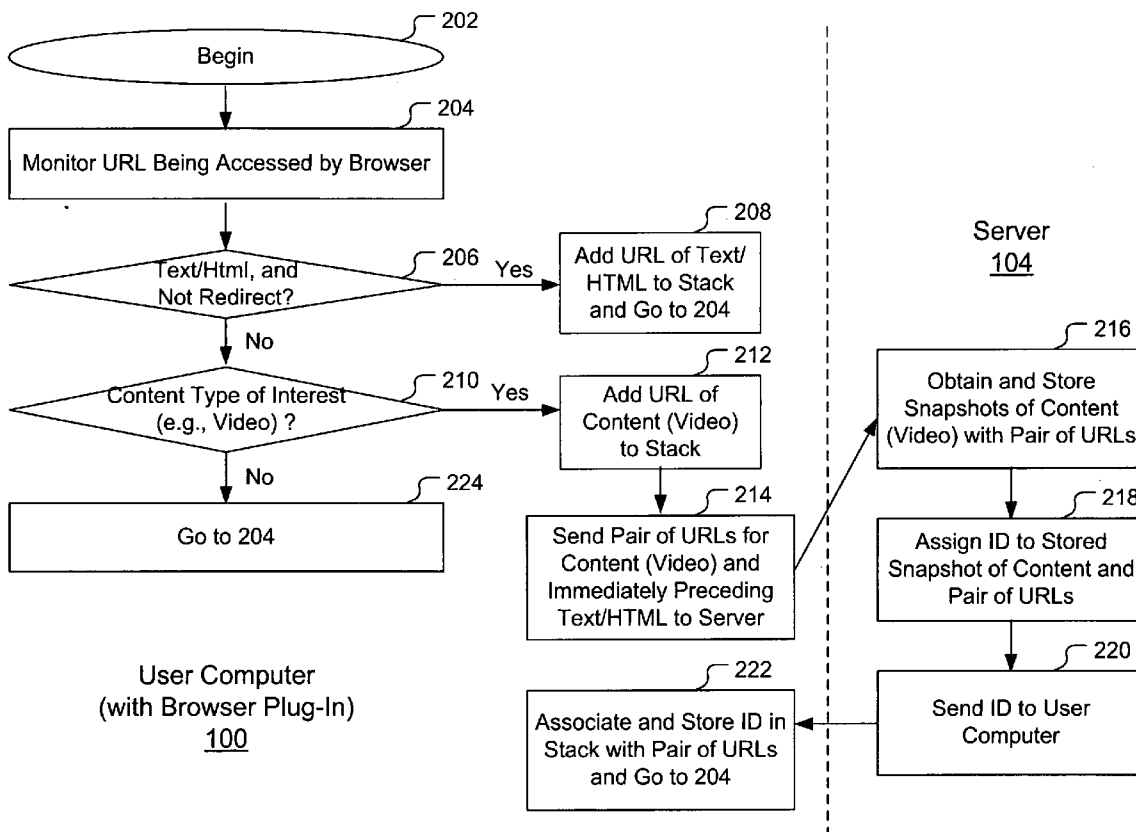 202
Begin
204
Monitor URL Being Accessed by Browser
206
Text/Html, and
Not Redirect?
Yes
208
Add URL of Text/
HTML to Stack
and Go to 204
No
210
Content Type of Interest
(e.g., Video) ?
Yes
212
Add URL of
Content (Video)
to Stack
No
224
Go to 204
214
Send Pair of URLs for
Content (Video) and
Immediately Preceding
Text/HTML to Server
Server
104
216
Obtain and Store
Snapshots of Content
(Video) with Pair of URLs
218
Assign ID to Stored
Snapshot of Content and
Pair of URLs
220
Send ID to User
Computer
222
Associate and Store ID in
Stack with Pair of URLs
and Go to 204
User Computer
(with Browser Plug-In)
100